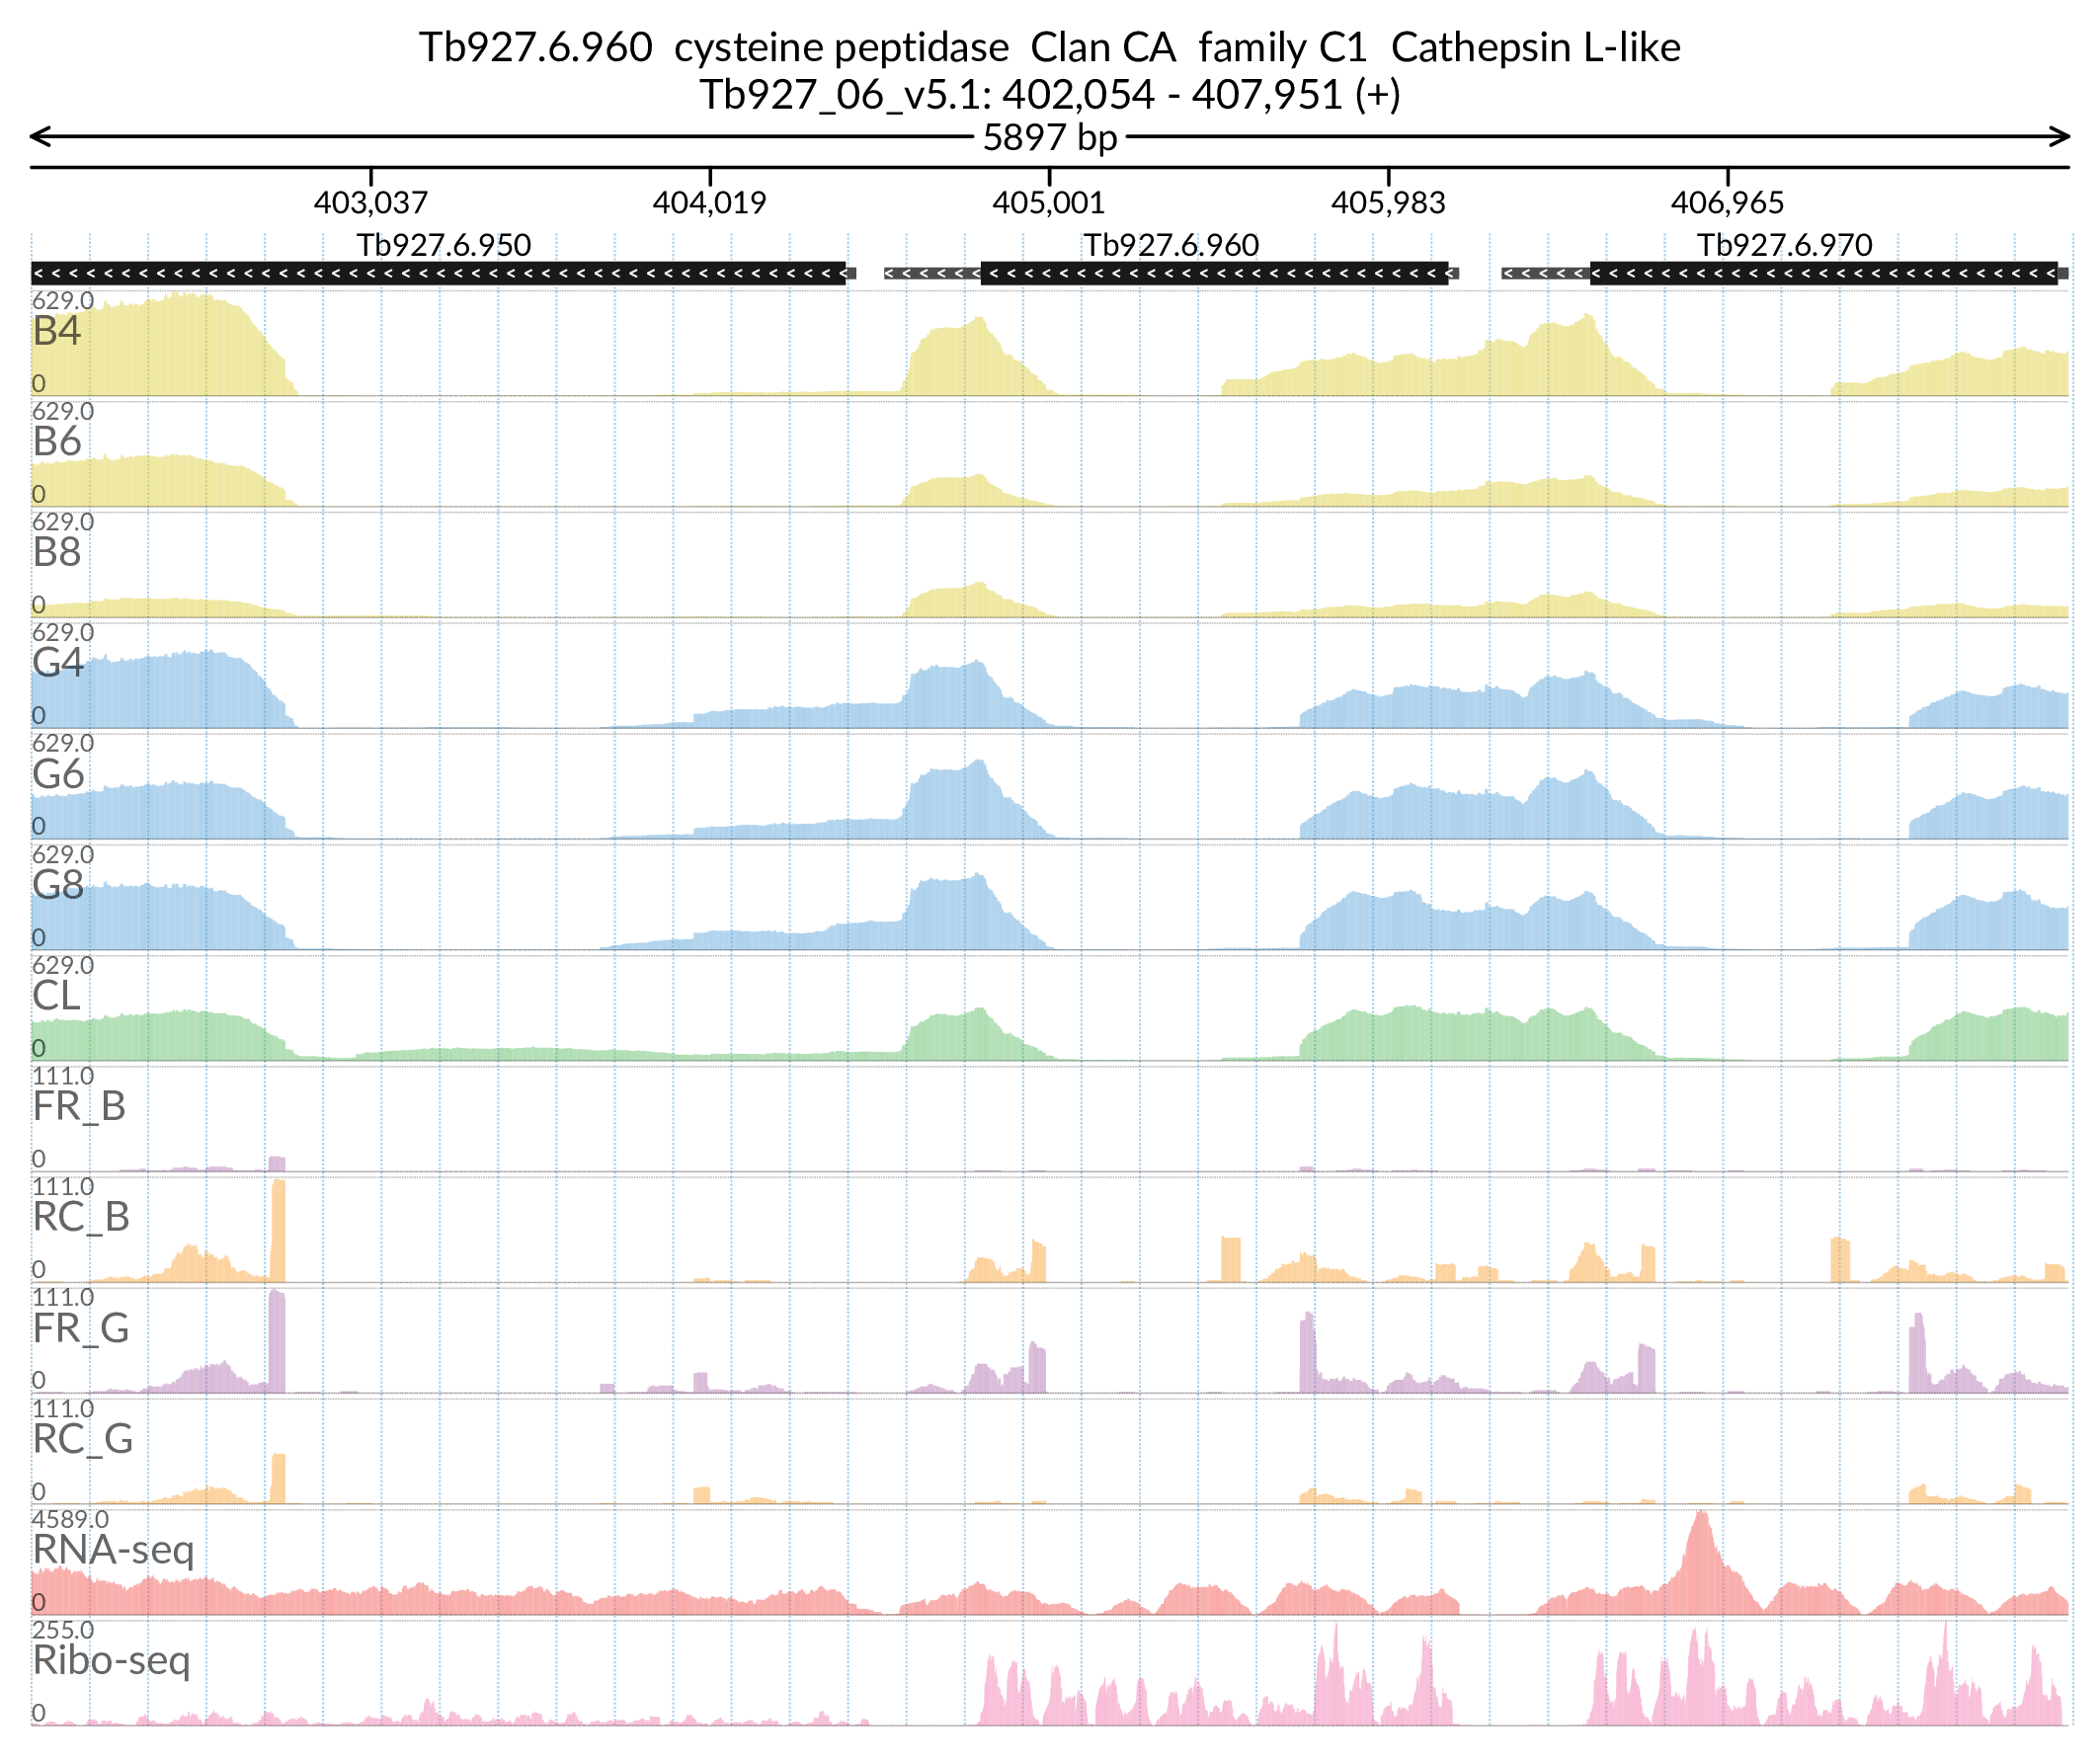 Tb927.6.960 cysteine peptidase Clan CA family C1 Cathepsin L-like
Tb927_06_v5.1: 402,054 - 407,951 (+)
5897 bp
403,037 404,019 405,001 405,983 406,965
Tb927.6.950 Tb927.6.960 Tb927.6.970
629.0
B4
0
629.0
B6
0
629.0
B8
0
629.0
G4
0
629.0
G6
0
629.0
G8
0
629.0
CL
0
111.0
FR_B
0
111.0
RC_B
0
111.0
FR_G
0
111.0
RC_G
0
4589.0
RNA-seq
0
255.0
Ribo-seq
0